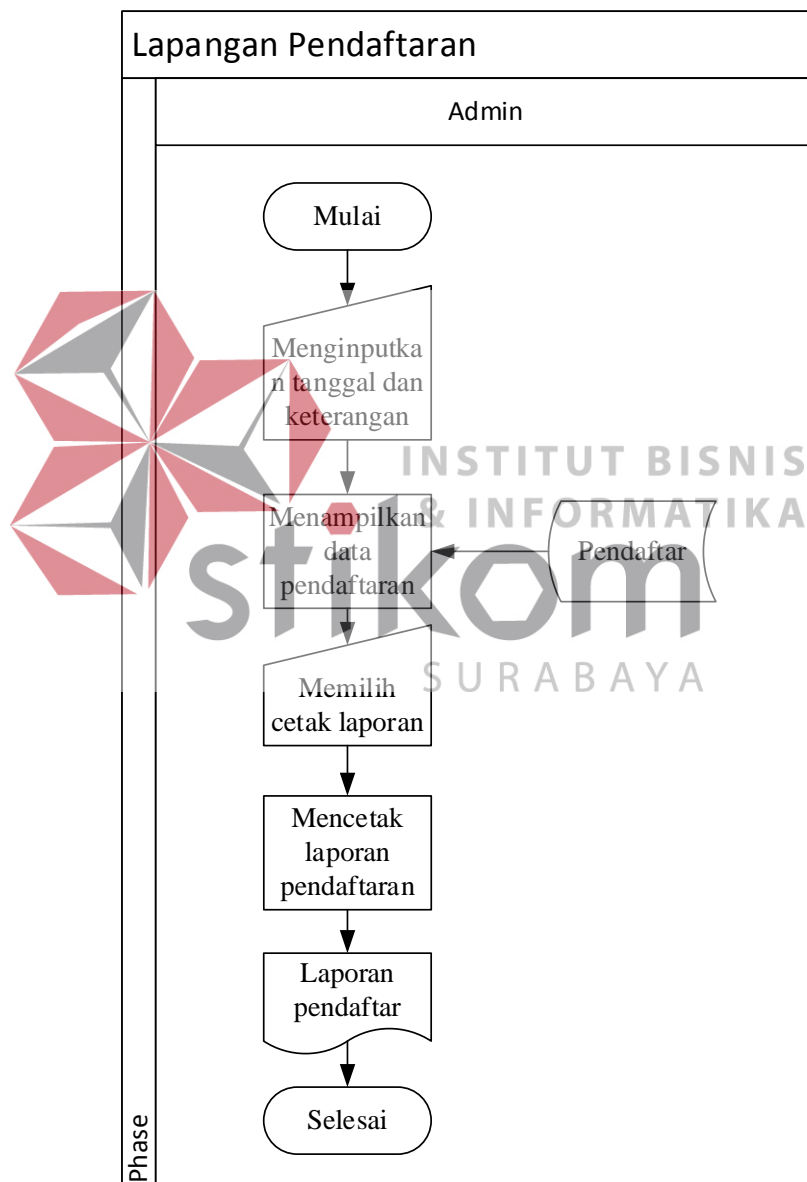 Lapangan Pendaftaran
Admin
Mulai
Menginputka
n tanggal dan
keterangan
INSTITUT BISNIS
& INFORMATIKA
Menampilkan
data
pendaftaran
Pendaftar
stikom
SURABAYA
Memilih
cetak laporan
Mencetak
laporan
pendaftaran
Laporan
pendaftar
Selesai
Phase